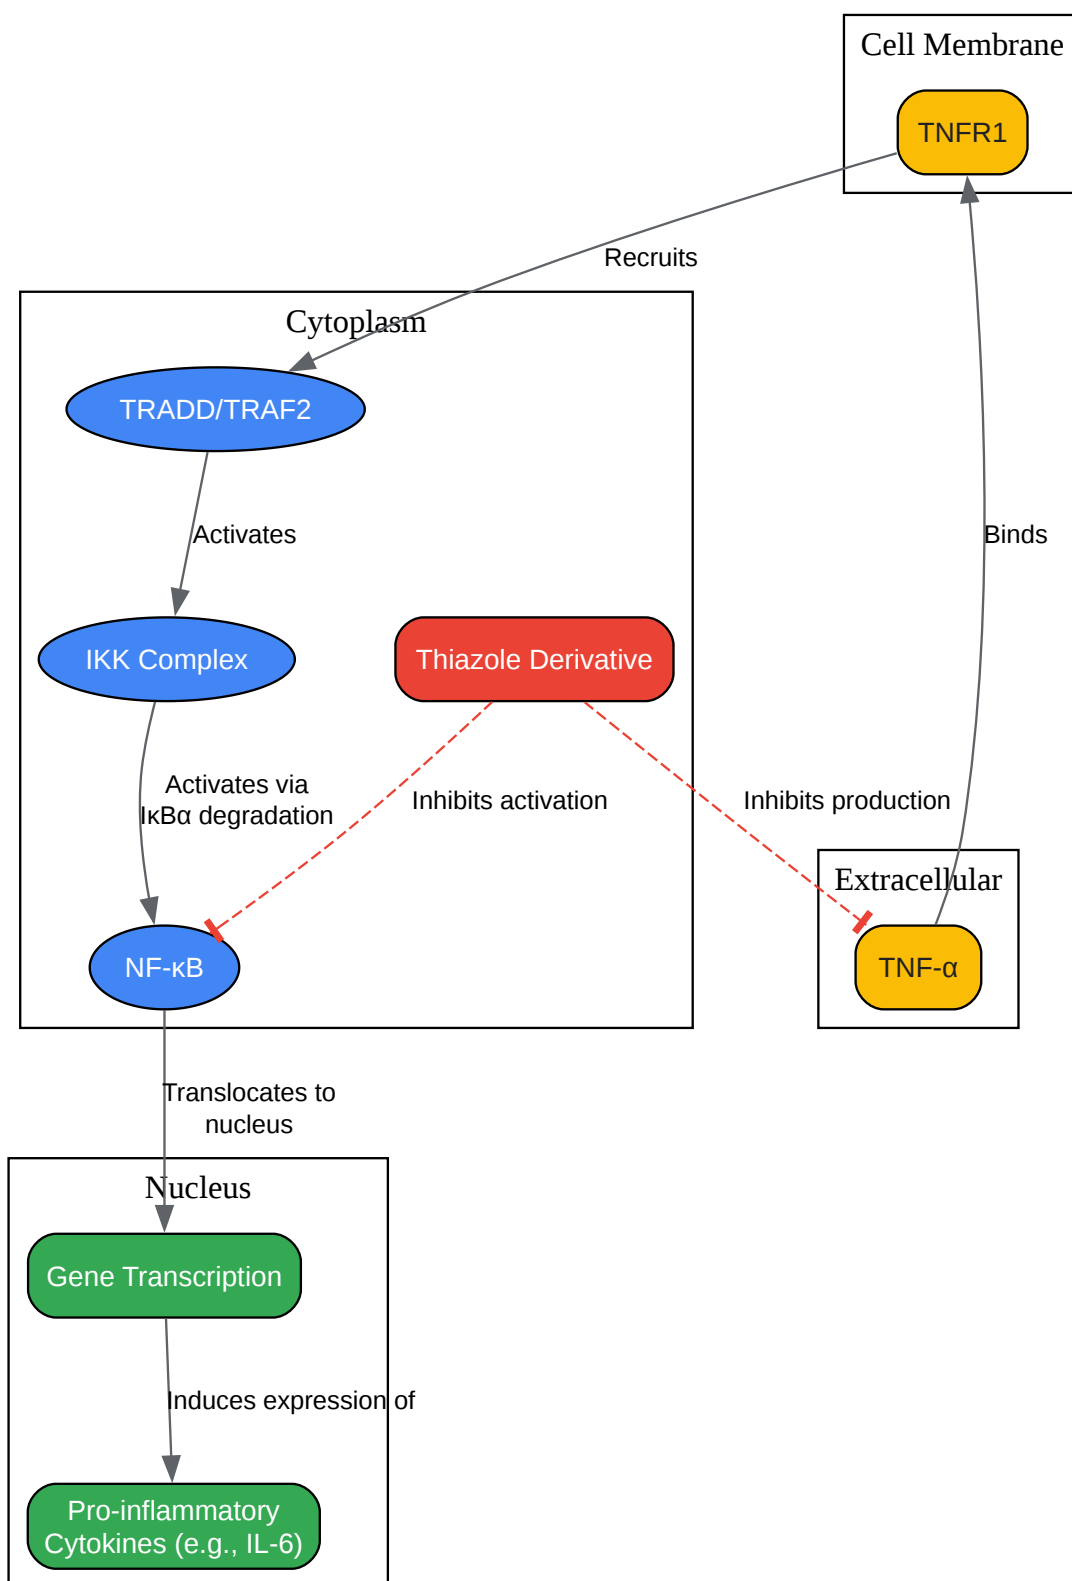 Cell Membrane
TNFR1
Recruits
Cytoplasm
TRADD/TRAF2
Activates
Binds
IKK Complex
Thiazole Derivative
Activates via
IκBα degradation
Inhibits activation
Inhibits production
Extracellular
NF-κB
TNF-α
Translocates to
nucleus
Nucleus
Gene Transcription
Induces expression of
Pro-inflammatory
Cytokines (e.g., IL-6)